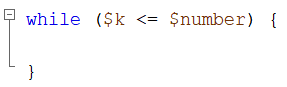 while ($k <= $number) {
}